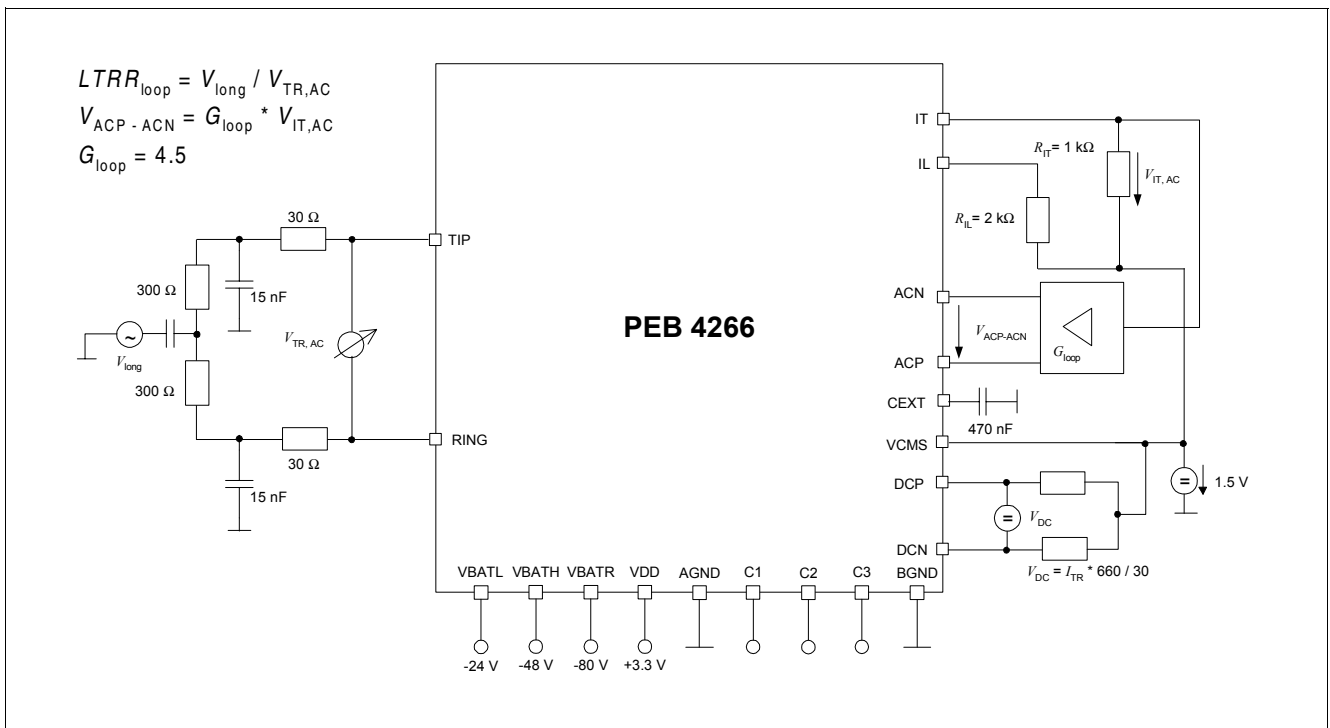 LTRR_loop = V_long / V_TR,AC
V_ACP - ACN = G_loop * V_IT,AC
G_loop = 4.5
IT
R_IT = 1 kΩ
IL
V_IT, AC
30 Ω
R_IL = 2 kΩ
TIP
300 Ω
15 nF
ACN
PEB 4266
~
V_TR, AC
V_ACP-ACN
V_long
G_loop
ACP
300 Ω
CEXT
470 nF
RING
VCMS
30 Ω
DCP
= 1.5 V
15 nF
= V_DC
DCN
V_DC = I_TR * 660 / 30
VBATL VBATH VBATR VDD AGND C1 C2 C3 BGND
-24 V -48 V -80 V +3.3 V